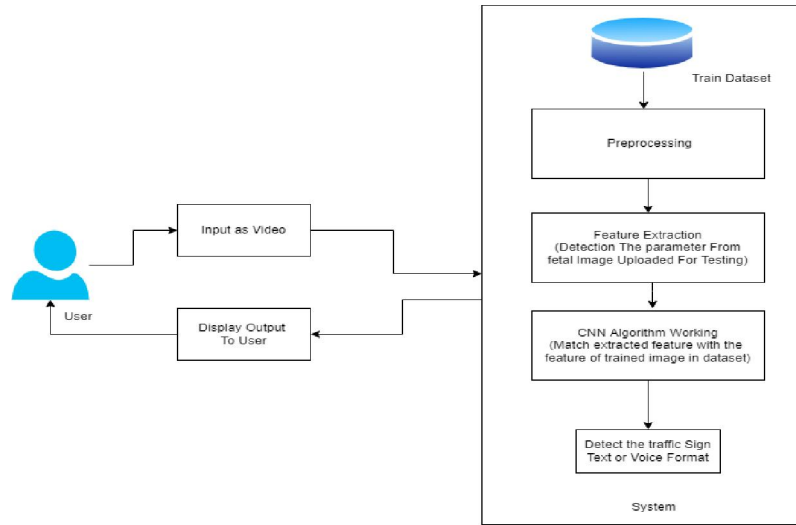 Train Dataset
Preprocessing
Feature Extraction
(Detection The parameter From
fetal Image Uploaded For Testing)
CNN Algorithm Working
(Match extracted feature with the
feature of trained image in dataset)
Detect the traffic Sign
Text or Voice Format
System
Input as Video
User
Display Output
To User